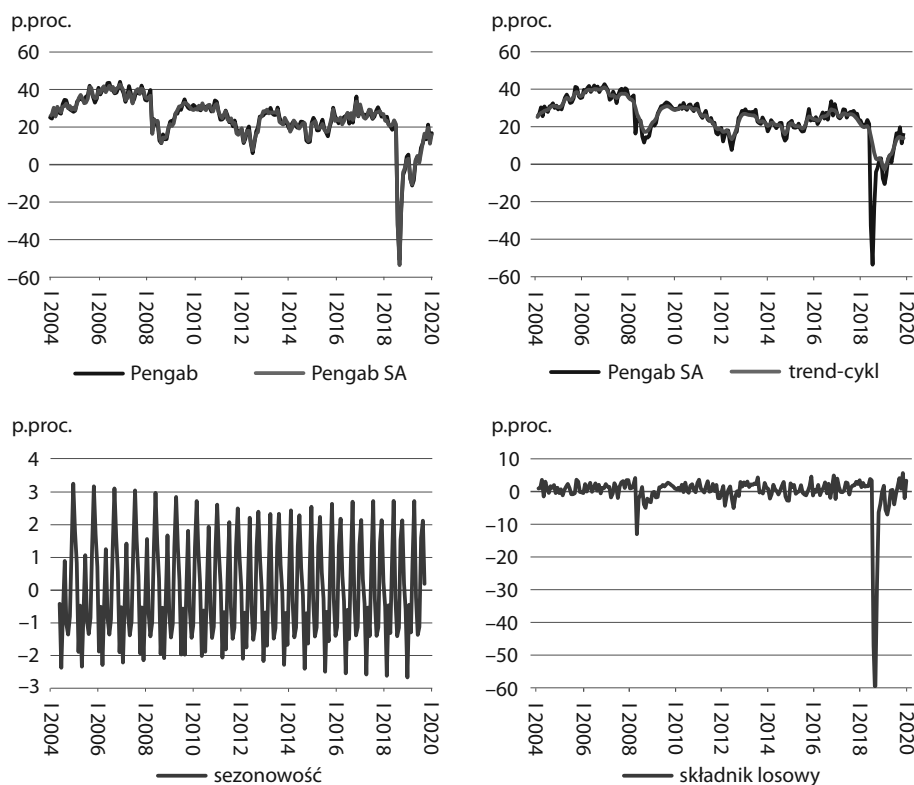 p.proc.
60
40
20
0
−20
−40
−60
I 2004
I 2006
I 2008
I 2010
I 2012
I 2014
I 2016
I 2018
I 2020
Pengab
Pengab SA
p.proc.
60
40
20
0
−20
−40
−60
I 2004
I 2006
I 2008
I 2010
I 2012
I 2014
I 2016
I 2018
I 2020
Pengab SA
trend-cykl
p.proc.
4
3
2
1
0
−1
−2
−3
I 2004
I 2006
I 2008
I 2010
I 2012
I 2014
I 2016
I 2018
I 2020
sezonowość
p.proc.
10
0
−10
−20
−30
−40
−50
−60
I 2004
I 2006
I 2008
I 2010
I 2012
I 2014
I 2016
I 2018
I 2020
składnik losowy